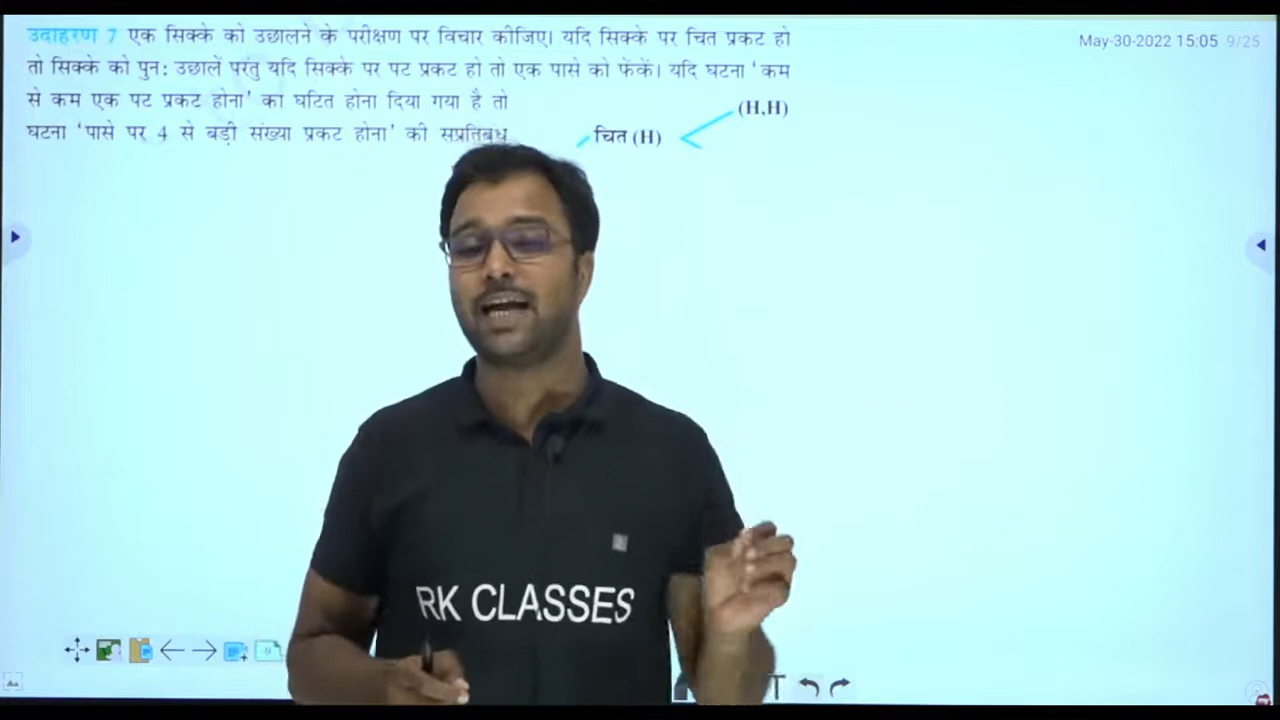 उदाहरण 7 एक सिक्के को उछालने के परीक्षण पर विचार कीजिए। यदि सिक्के पर चित प्रकट हो
तो सिक्के को पुन: उछालें परंतु यदि सिक्के पर पट प्रकट हो तो एक पासे को फेंकें। यदि घटना ‘कम
से कम एक पट प्रकट होना’ का घटित होना दिया गया है तो
घटना ‘पासे पर 4 से बड़ी संख्या प्रकट होना’ की सप्रतिबंध
May-30-2022 15:05 9/25
(H,H)
चित (H)
RK CLASSES